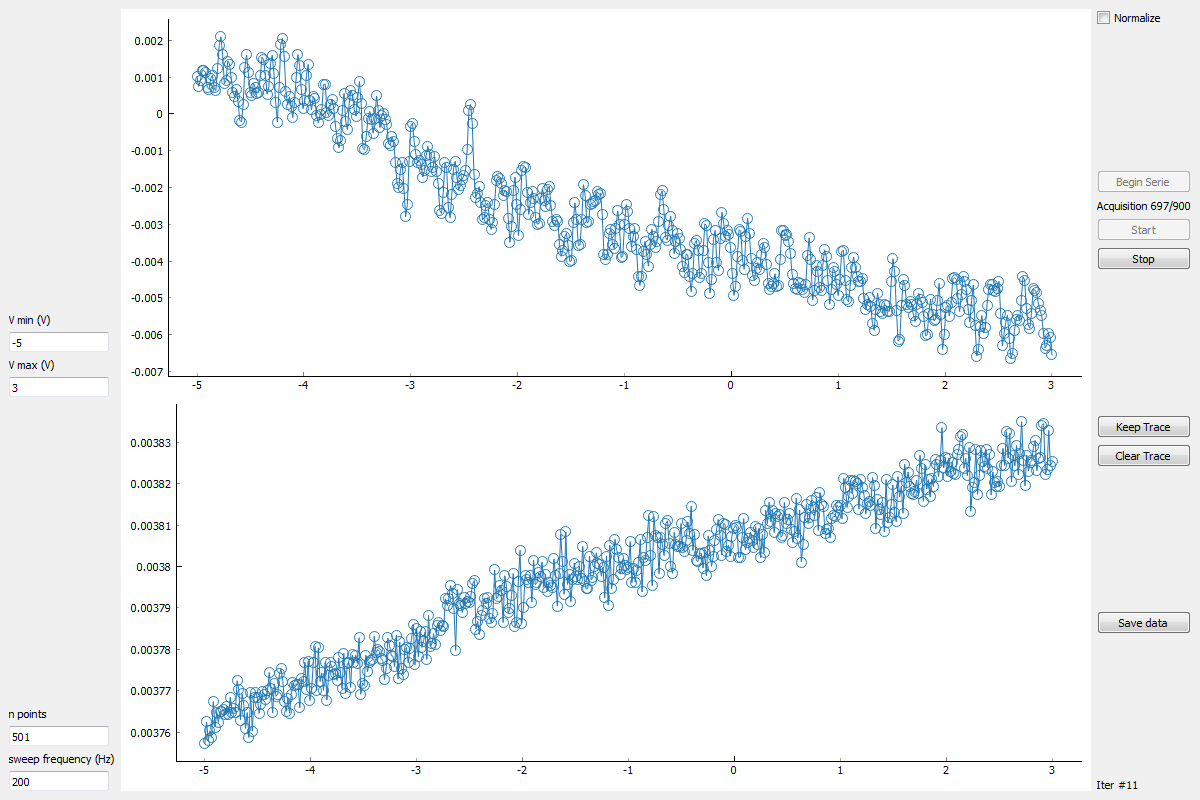 Normalize
0.002
0.001
0
-0.001
-0.002
-0.003
-0.004
-0.005
-0.006
-0.007
-5 -4 -3 -2 -1 0 1 2 3
Begin Serie
Acquisition 697/900
Start
Stop
V min (V)
-5
V max (V)
3
0.00383
0.00382
0.00381
0.0038
0.00379
0.00378
0.00377
0.00376
-5 -4 -3 -2 -1 0 1 2 3
Keep Trace
Clear Trace
Save data
n points
501
sweep frequency (Hz)
200
Iter #11